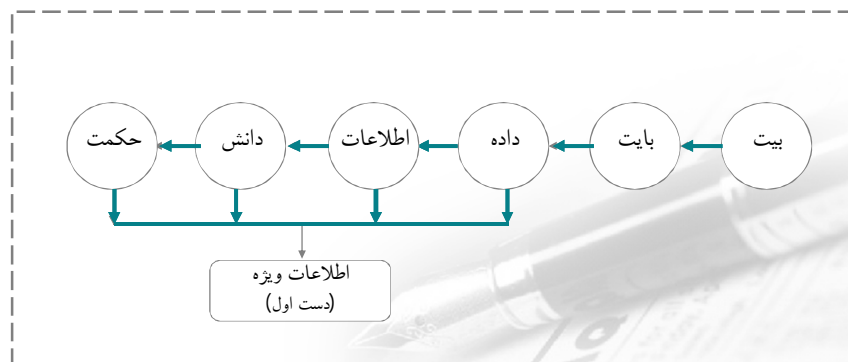 بیت
بایت
داده
اطلاعات
دانش
حکمت
اطلاعات ویژه
(دست اول)